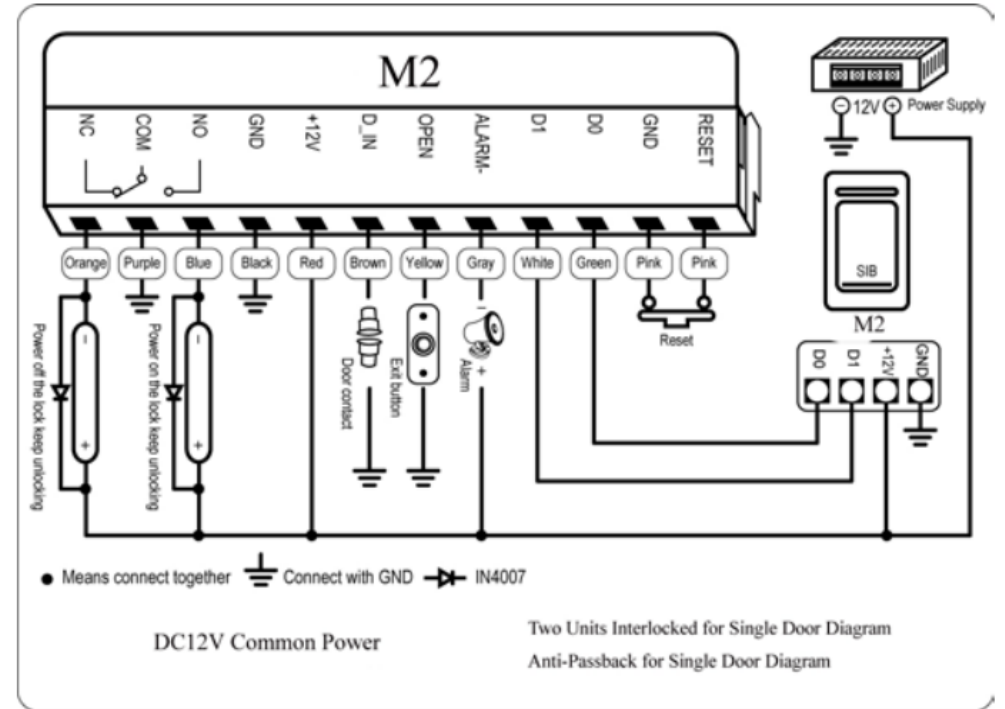 M2
NC COM NO GND +12V D_IN OPEN ALARM- D1 D0 GND RESET
12V Power Supply
Orange Purple Blue Black Red Brown Yellow Gray White Green Pink Pink
SIB
M2
Reset
D0 D1 +12V GND
Power off the lock keep unlocking
Power on the lock keep unlocking
Door contact
Exit button
Alarm
● Means connect together Connect with GND IN4007
DC12V Common Power
Two Units Interlocked for Single Door Diagram
Anti-Passback for Single Door Diagram